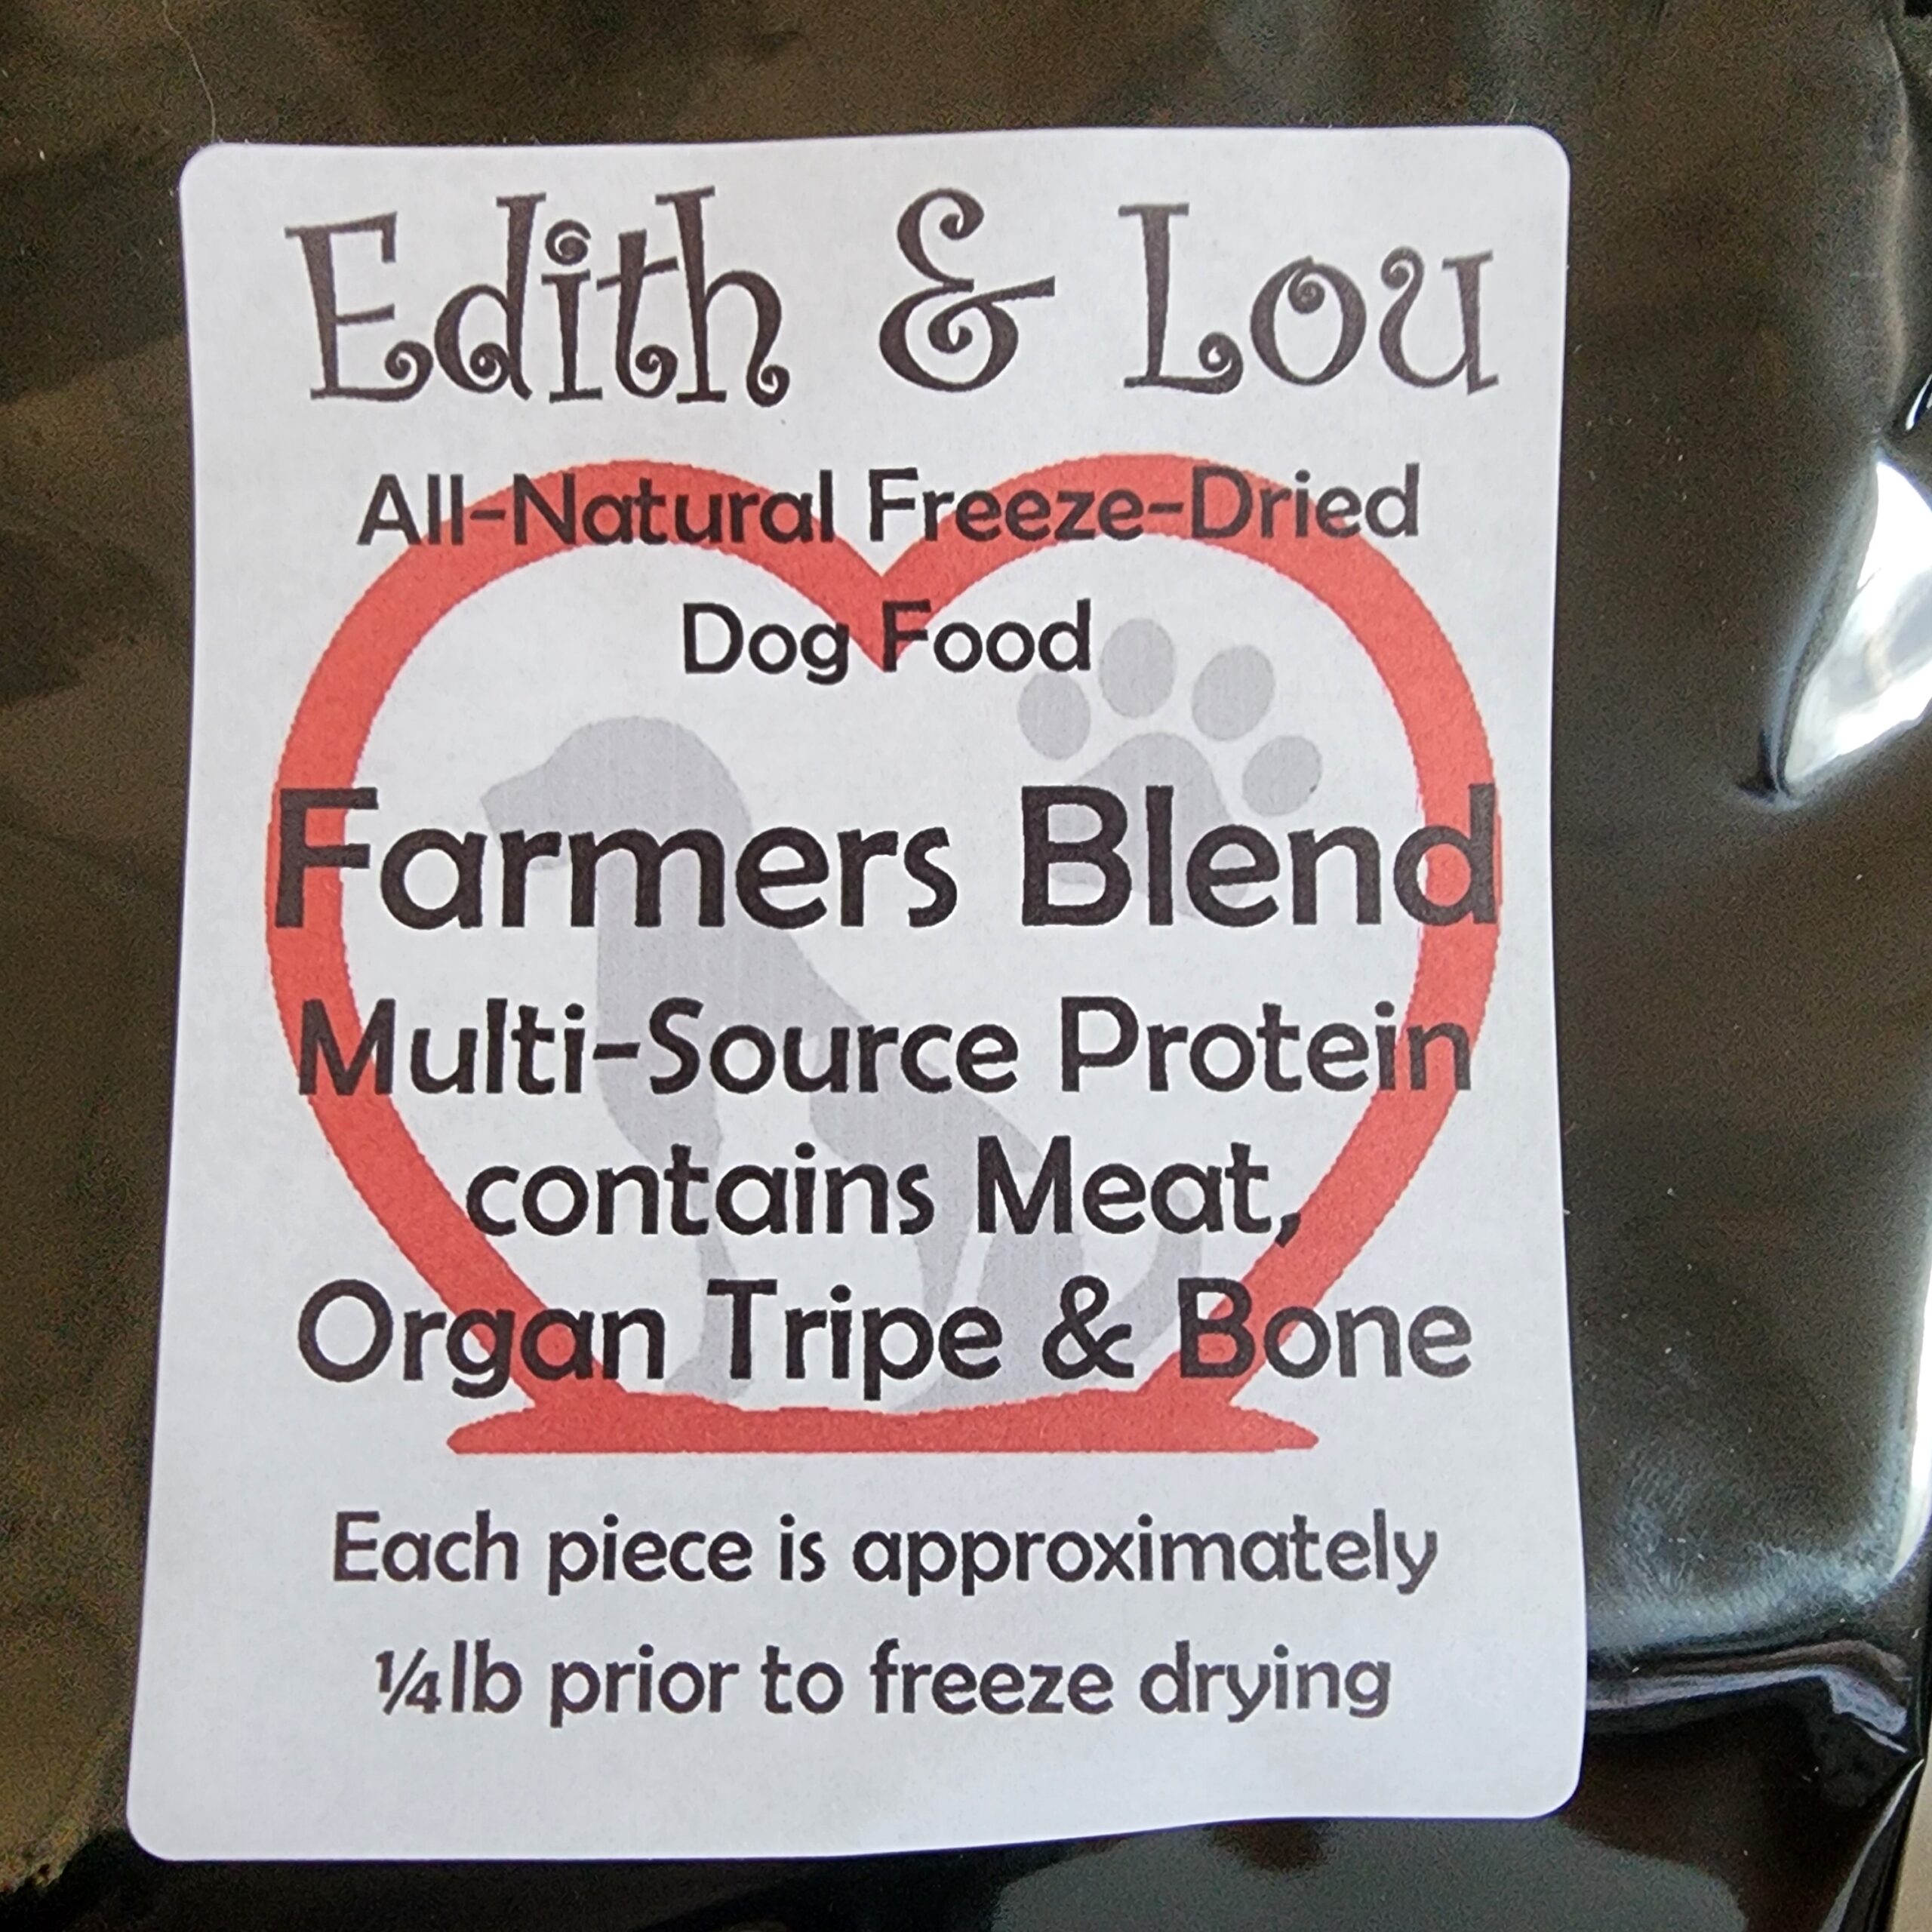 Edith & Lou
All-Natural Freeze-Dried
Dog Food
Farmers Blend
Multi-Source Protein
contains Meat,
Organ Tripe & Bone
Each piece is approximately
¼lb prior to freeze drying